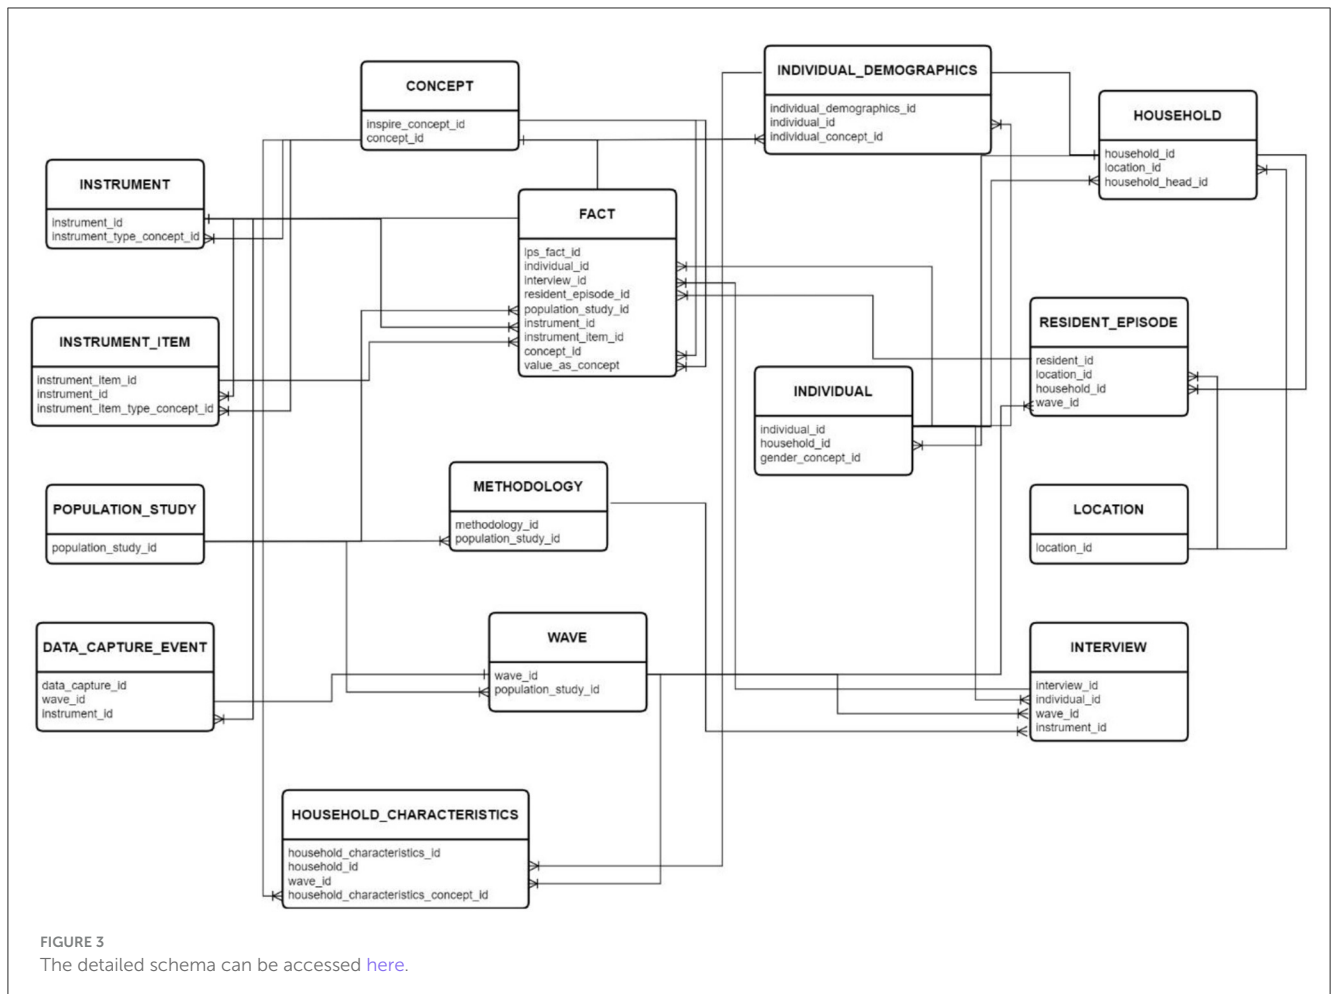 CONCEPT
inspire_concept_id
concept_id
INDIVIDUAL_DEMOGRAPHICS
individual_demographics_id
individual_id
individual_concept_id
HOUSEHOLD
household_id
location_id
household_head_id
INSTRUMENT
instrument_id
instrument_type_concept_id
FACT
lps_fact_id
individual_id
interview_id
resident_episode_id
population_study_id
instrument_id
instrument_item_id
concept_id
value_as_concept
INSTRUMENT_ITEM
instrument_item_id
instrument_id
instrument_item_type_concept_id
RESIDENT_EPISODE
resident_id
location_id
household_id
wave_id
INDIVIDUAL
individual_id
household_id
gender_concept_id
POPULATION_STUDY
population_study_id
METHODOLOGY
methodology_id
population_study_id
LOCATION
location_id
DATA_CAPTURE_EVENT
data_capture_id
wave_id
instrument_id
WAVE
wave_id
population_study_id
INTERVIEW
interview_id
individual_id
wave_id
instrument_id
HOUSEHOLD_CHARACTERISTICS
household_characteristics_id
household_id
wave_id
household_characteristics_concept_id
FIGURE 3
The detailed schema can be accessed here.